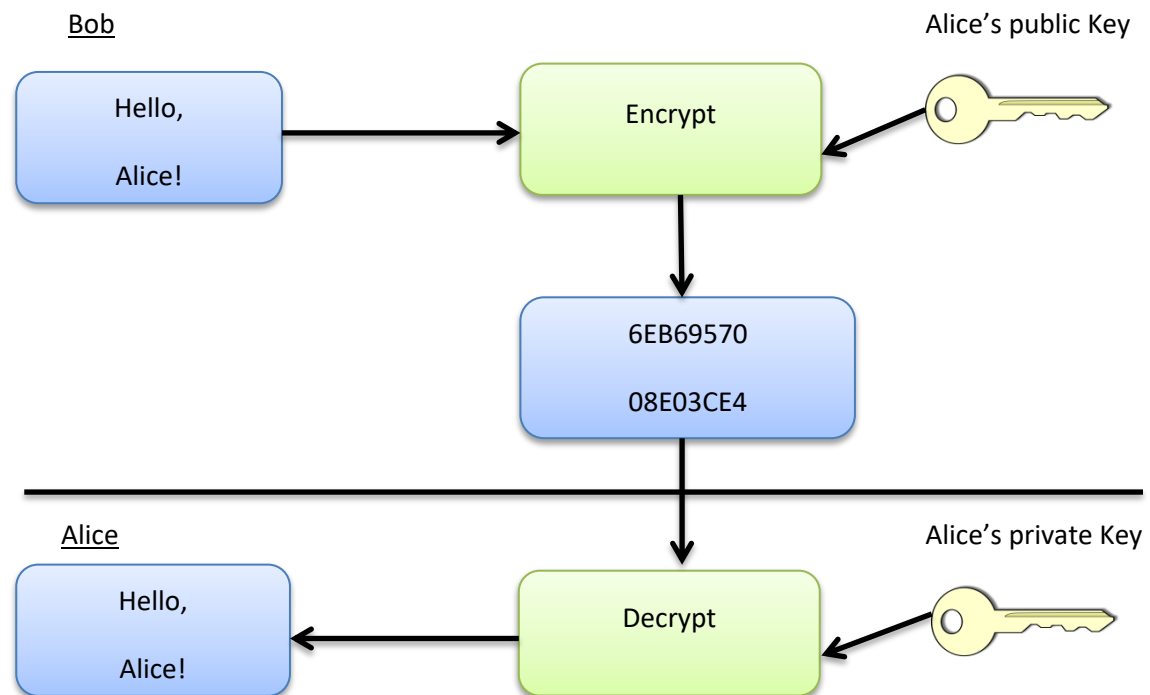 Bob
Alice's public Key
Hello,
Alice!
Encrypt
6EB69570
08E03CE4
Alice
Alice's private Key
Hello,
Alice!
Decrypt